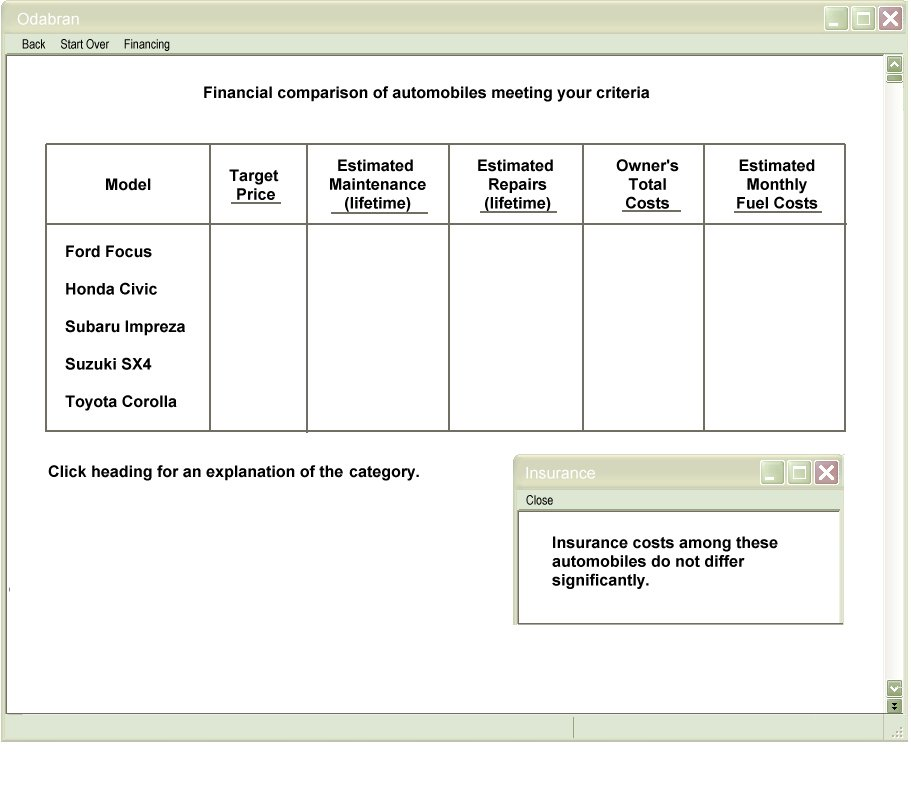 Odabran
Back Start Over Financing
Financial comparison of automobiles meeting your criteria
Model
Target
Price
Estimated
Maintenance
(lifetime)
Estimated
Repairs
(lifetime)
Owner's
Total
Costs
Estimated
Monthly
Fuel Costs
Ford Focus
Honda Civic
Subaru Impreza
Suzuki SX4
Toyota Corolla
Click heading for an explanation of the category.
Insurance
Close
Insurance costs among these
automobiles do not differ
significantly.